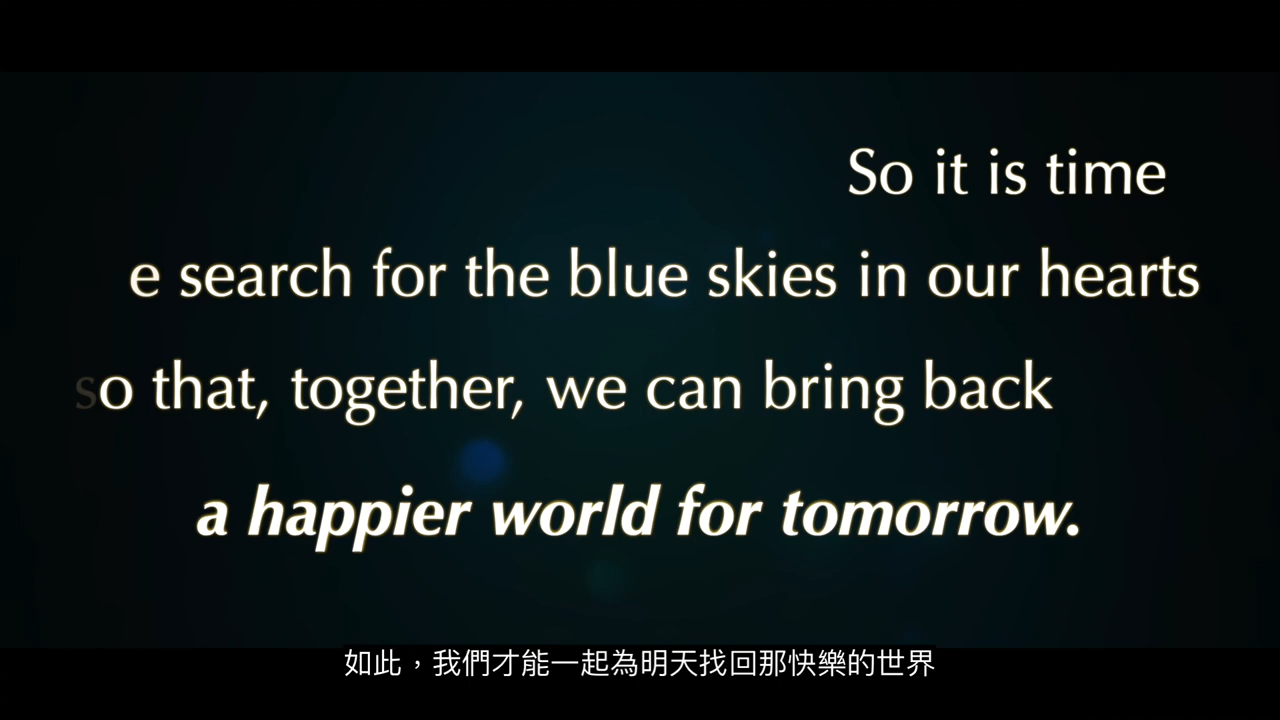 So it is time
e search for the blue skies in our hearts
so that, together, we can bring back
a happier world for tomorrow.
如此，我們才能一起為明天找回那快樂的世界